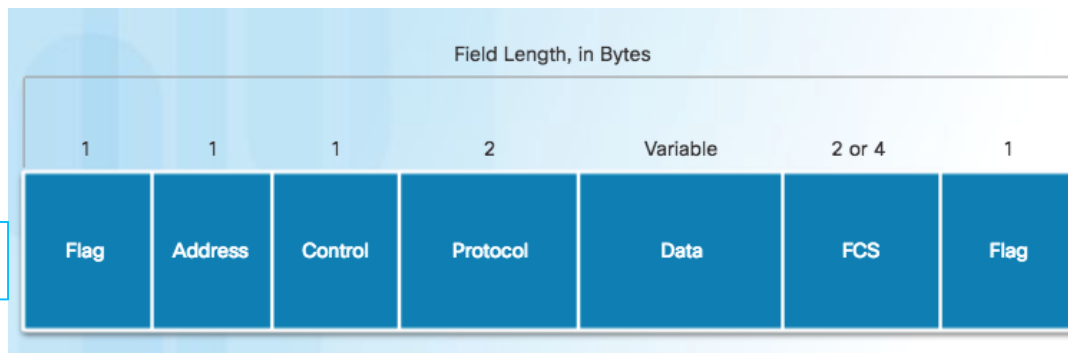 Field Length, in Bytes
1 1 1 2 Variable 2 or 4 1
Flag Address Control Protocol Data FCS Flag